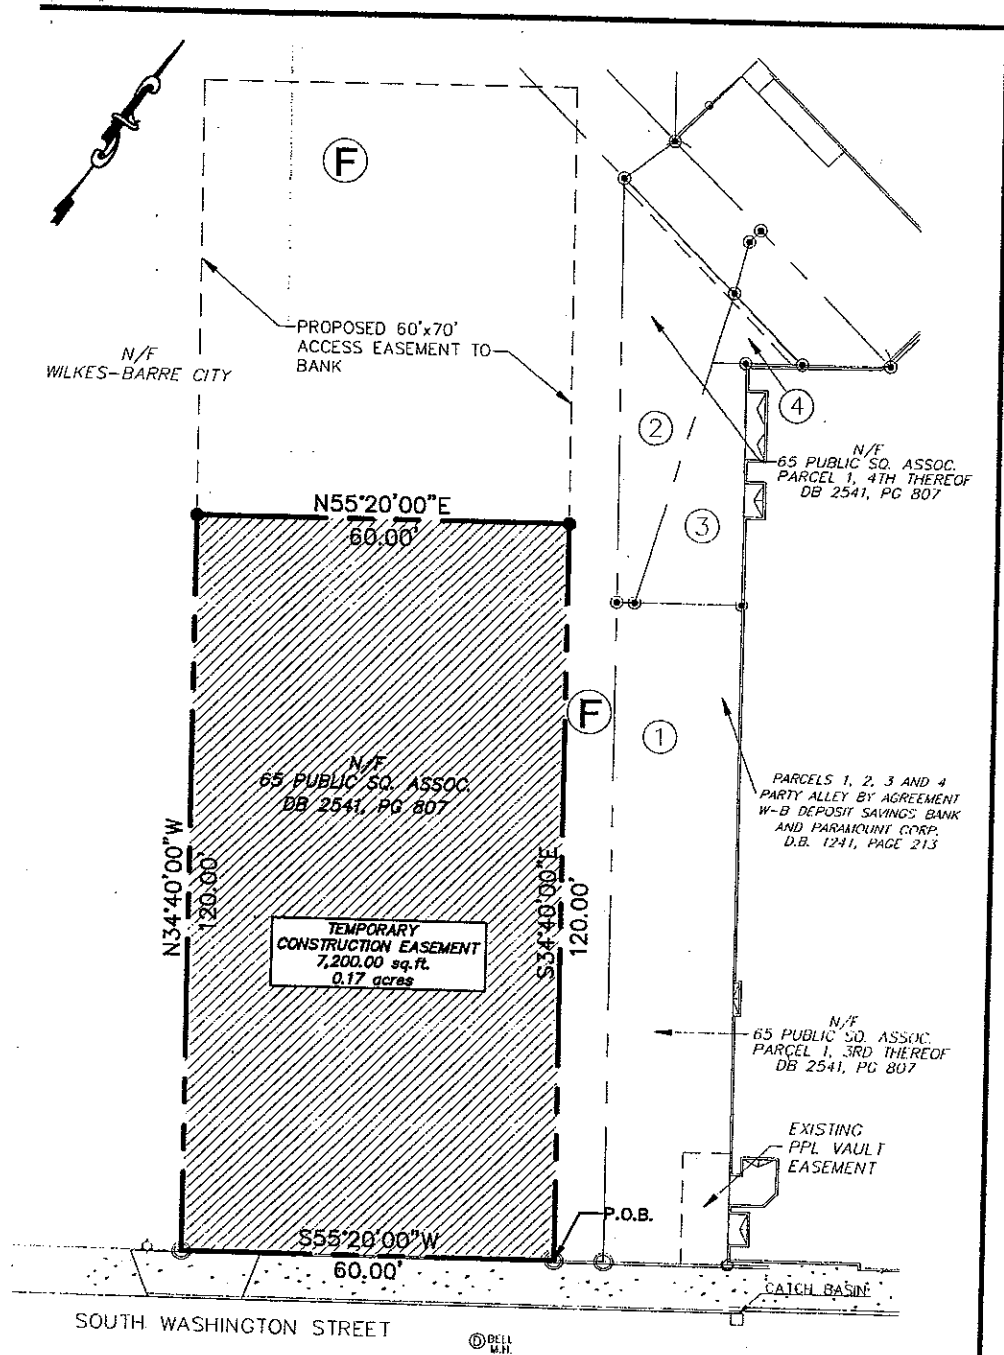 F
PROPOSED 60'x70'
ACCESS EASEMENT TO
BANK
N/F
WILKES-BARRE CITY
2
4
N/F
65 PUBLIC SQ. ASSOC.
PARCEL 1, 4TH THEREOF
DB 2541, PG 807
N55°20'00"E
60.00'
3
F
1
N/F
65 PUBLIC SQ. ASSOC.
DB 2541, PG 807
PARCELS 1, 2, 3 AND 4
PARTY ALLEY BY AGREEMENT
W-B DEPOSIT SAVINGS BANK
AND PARAMOUNT CORP.
D.B. 1241, PAGE 213
N34°40'00"W
120.00'
S34°40'00"E
120.00'
TEMPORARY
CONSTRUCTION EASEMENT
7,200.00 sq.ft.
0.17 acres
N/F
65 PUBLIC SQ. ASSOC.
PARCEL 1, 3RD THEREOF
DB 2541, PG 807
EXISTING
PPL VAULT
EASEMENT
P.O.B.
S55°20'00"W
60.00'
CATCH BASIN
SOUTH WASHINGTON STREET
D BELL
M.H.